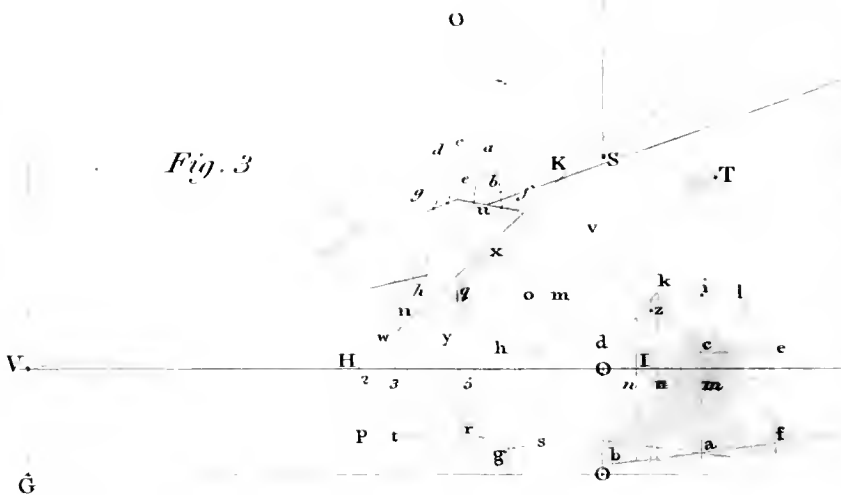 O
d c a
Fig. 3
K S
T
g e b f
u
v
x
k i l
h q o m
n z
w y h d c e
V H O I
2 3 5 n n m
p t r s b a f
g O
G